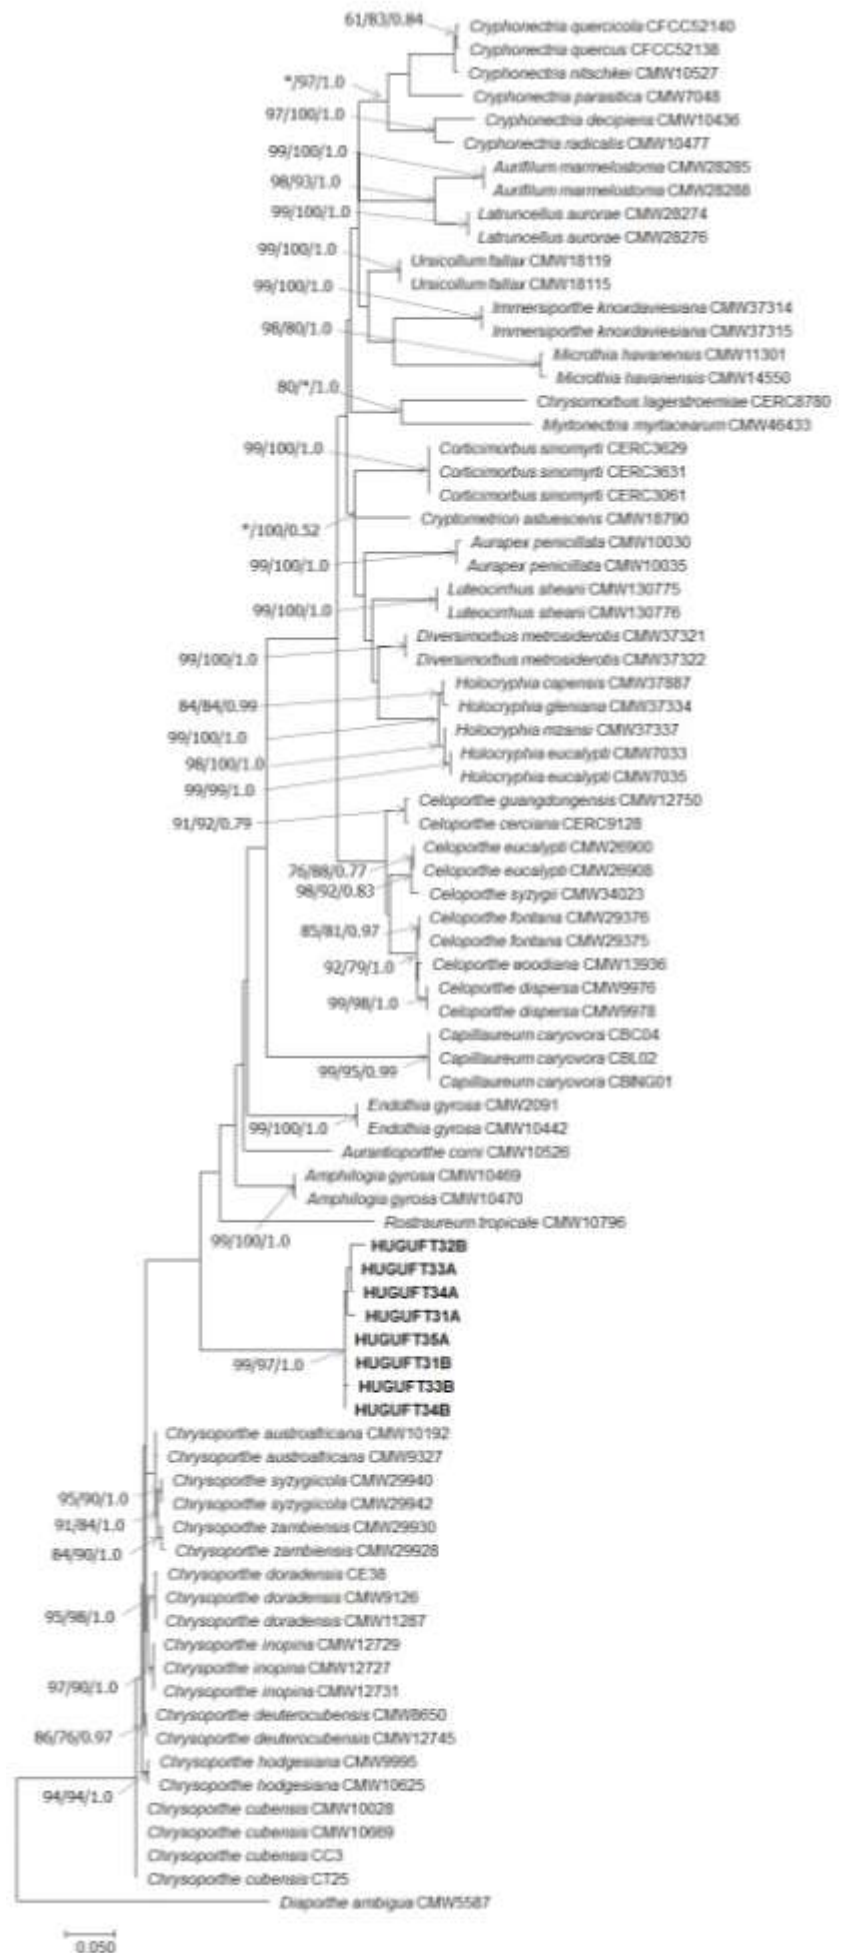 61/83/0.84
Cryphonectria quercicola CFCC52140
Cryphonectria quercus CFCC52138
Cryphonectria nitschkei CMW10527
*/97/1.0
Cryphonectria parasitica CMW7048
97/100/1.0
Cryphonectria decipiens CMW10436
Cryphonectria radicalis CMW10477
99/100/1.0
Aurifilum marmelostoma CMW28285
98/93/1.0
Aurifilum marmelostoma CMW28288
99/100/1.0
Latruncellus aurorae CMW28274
Latruncellus aurorae CMW28276
99/100/1.0
Ursicollum fallax CMW18119
Ursicollum fallax CMW18115
99/100/1.0
Immersiporthe knoxdaviesiana CMW37314
98/80/1.0
Immersiporthe knoxdaviesiana CMW37315
Microthia havanensis CMW11301
Microthia havanensis CMW14550
80/*/1.0
Chrysomorbus lagerstroemiae CERC8780
Myrtonectria myrtacearum CMW46433
99/100/1.0
Corticimorbus sinomyrti CERC3629
Corticimorbus sinomyrti CERC3631
Corticimorbus sinomyrti CERC3061
*/100/0.52
Cryptometrion astuescens CMW18790
Aurapex penicillata CMW10030
99/100/1.0
Aurapex penicillata CMW10035
Luteocirrhus shearii CMW130775
99/100/1.0
Luteocirrhus shearii CMW130776
Diversimorbus metrosiderotis CMW37321
99/100/1.0
Diversimorbus metrosiderotis CMW37322
Holocryphia capensis CMW37887
84/84/0.99
Holocryphia gleniana CMW37334
99/100/1.0
Holocryphia mzansi CMW37337
98/100/1.0
Holocryphia eucalypti CMW7033
99/99/1.0
Holocryphia eucalypti CMW7035
Celoporthe guangdongensis CMW12750
91/92/0.79
Celoporthe cerciana CERC9128
Celoporthe eucalypti CMW26900
76/88/0.77
Celoporthe eucalypti CMW26908
98/92/0.83
Celoporthe syzygii CMW34023
Celoporthe fontana CMW29376
85/81/0.97
Celoporthe fontana CMW29375
92/79/1.0
Celoporthe woodiana CMW13936
Celoporthe dispersa CMW9976
99/98/1.0
Celoporthe dispersa CMW9978
Capillaureum caryovora CBC04
Capillaureum caryovora CBL02
99/95/0.99
Capillaureum caryovora CBING01
Endothia gyrosa CMW2091
99/100/1.0
Endothia gyrosa CMW10442
Aurantioporthe corni CMW10526
Amphilogia gyrosa CMW10469
Amphilogia gyrosa CMW10470
Rostraureum tropicale CMW10796
99/100/1.0
HUGUFT32B
HUGUFT33A
HUGUFT34A
HUGUFT31A
HUGUFT35A
99/97/1.0
HUGUFT31B
HUGUFT33B
HUGUFT34B
Chrysoporthe austroafricana CMW10192
Chrysoporthe austroafricana CMW9327
Chrysoporthe syzygiicola CMW29940
95/90/1.0
Chrysoporthe syzygiicola CMW29942
91/84/1.0
Chrysoporthe zambiensis CMW29930
84/90/1.0
Chrysoporthe zambiensis CMW29928
Chrysoporthe doradensis CE38
Chrysoporthe doradensis CMW9126
95/98/1.0
Chrysoporthe doradensis CMW11287
Chrysoporthe inopina CMW12729
Chrysporthe inopina CMW12727
97/90/1.0
Chrysoporthe inopina CMW12731
Chrysoporthe deuterocubensis CMW8650
86/76/0.97
Chrysoporthe deuterocubensis CMW12745
Chrysoporthe hodgesiana CMW9995
Chrysoporthe hodgesiana CMW10625
94/94/1.0
Chrysoporthe cubensis CMW10028
Chrysoporthe cubensis CMW10669
Chrysoporthe cubensis CC3
Chrysoporthe cubensis CT25
Diaporthe ambigua CMW5587
0.050